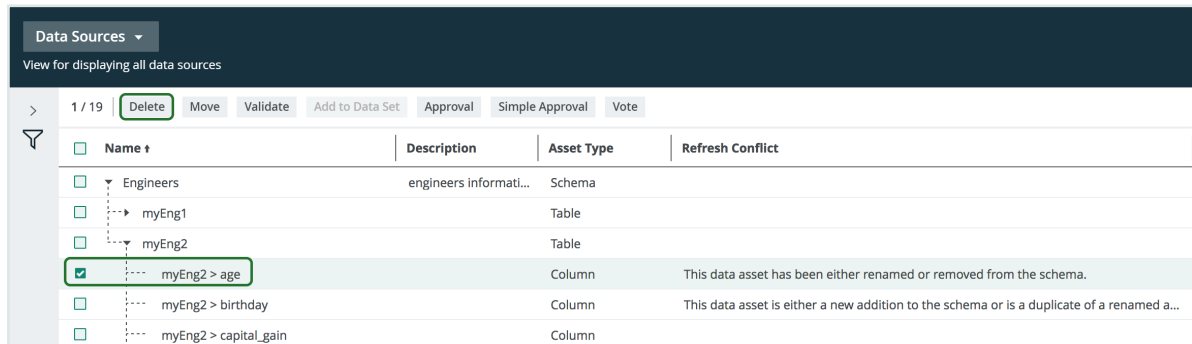 Data Sources
View for displaying all data sources
1 / 19 Delete Move Validate Add to Data Set Approval Simple Approval Vote
Name Description Asset Type Refresh Conflict
Engineers engineers informati... Schema
myEng1 Table
myEng2 Table
myEng2 > age Column This data asset has been either renamed or removed from the schema.
myEng2 > birthday Column This data asset is either a new addition to the schema or is a duplicate of a renamed a...
myEng2 > capital_gain Column